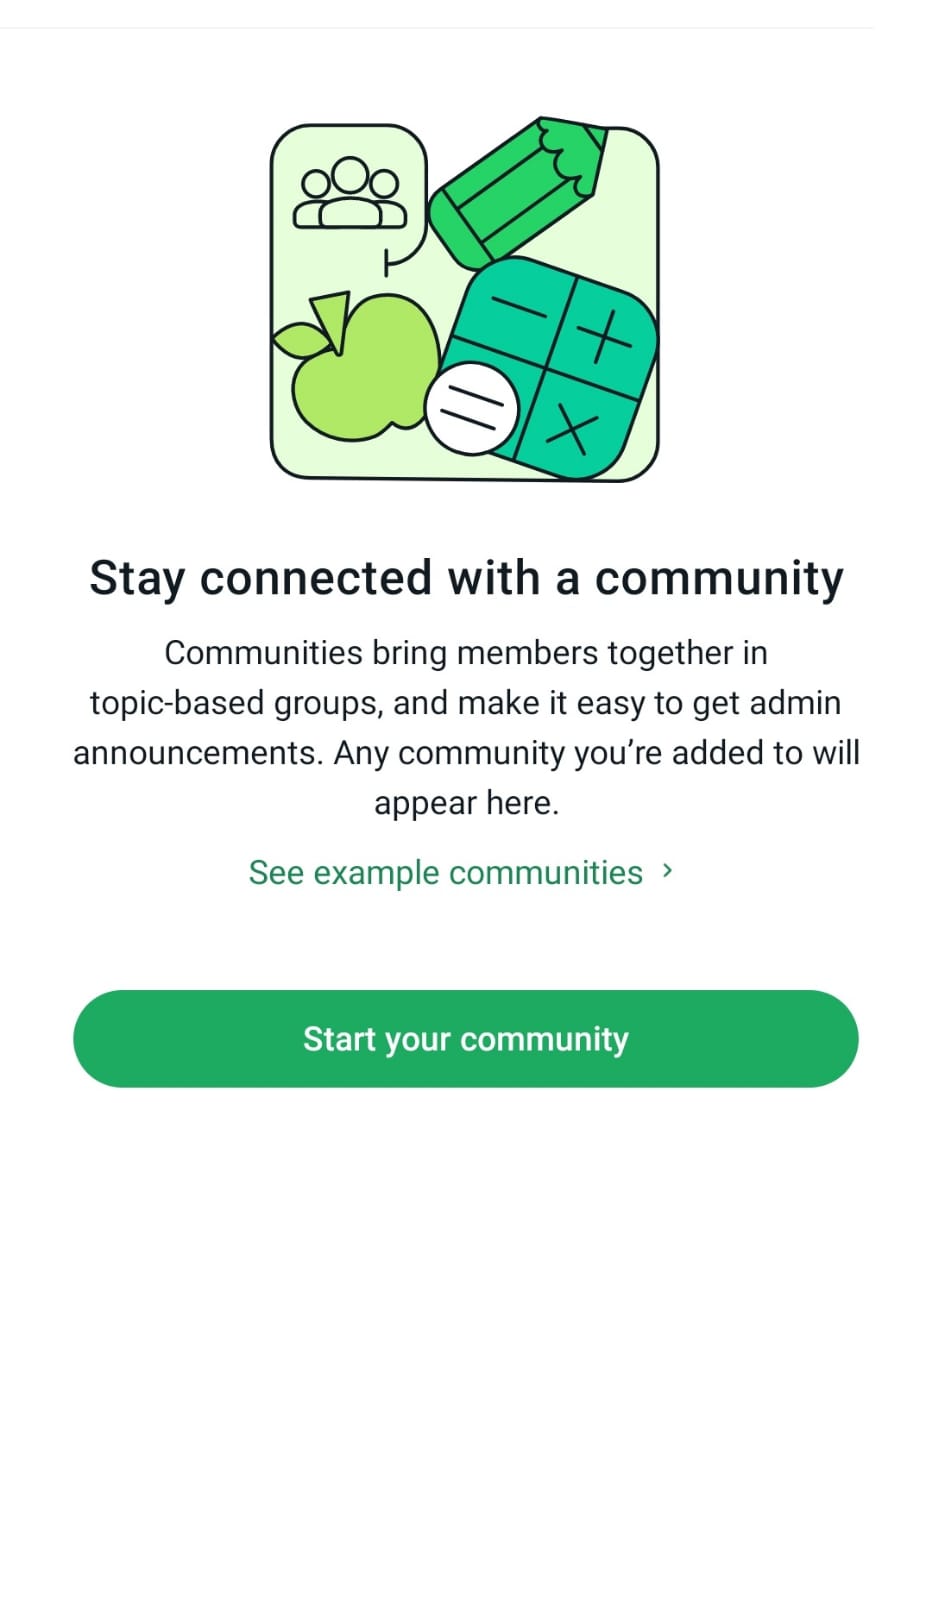 Stay connected with a community
Communities bring members together in
topic-based groups, and make it easy to get admin
announcements. Any community you’re added to will
appear here.
See example communities
Start your community